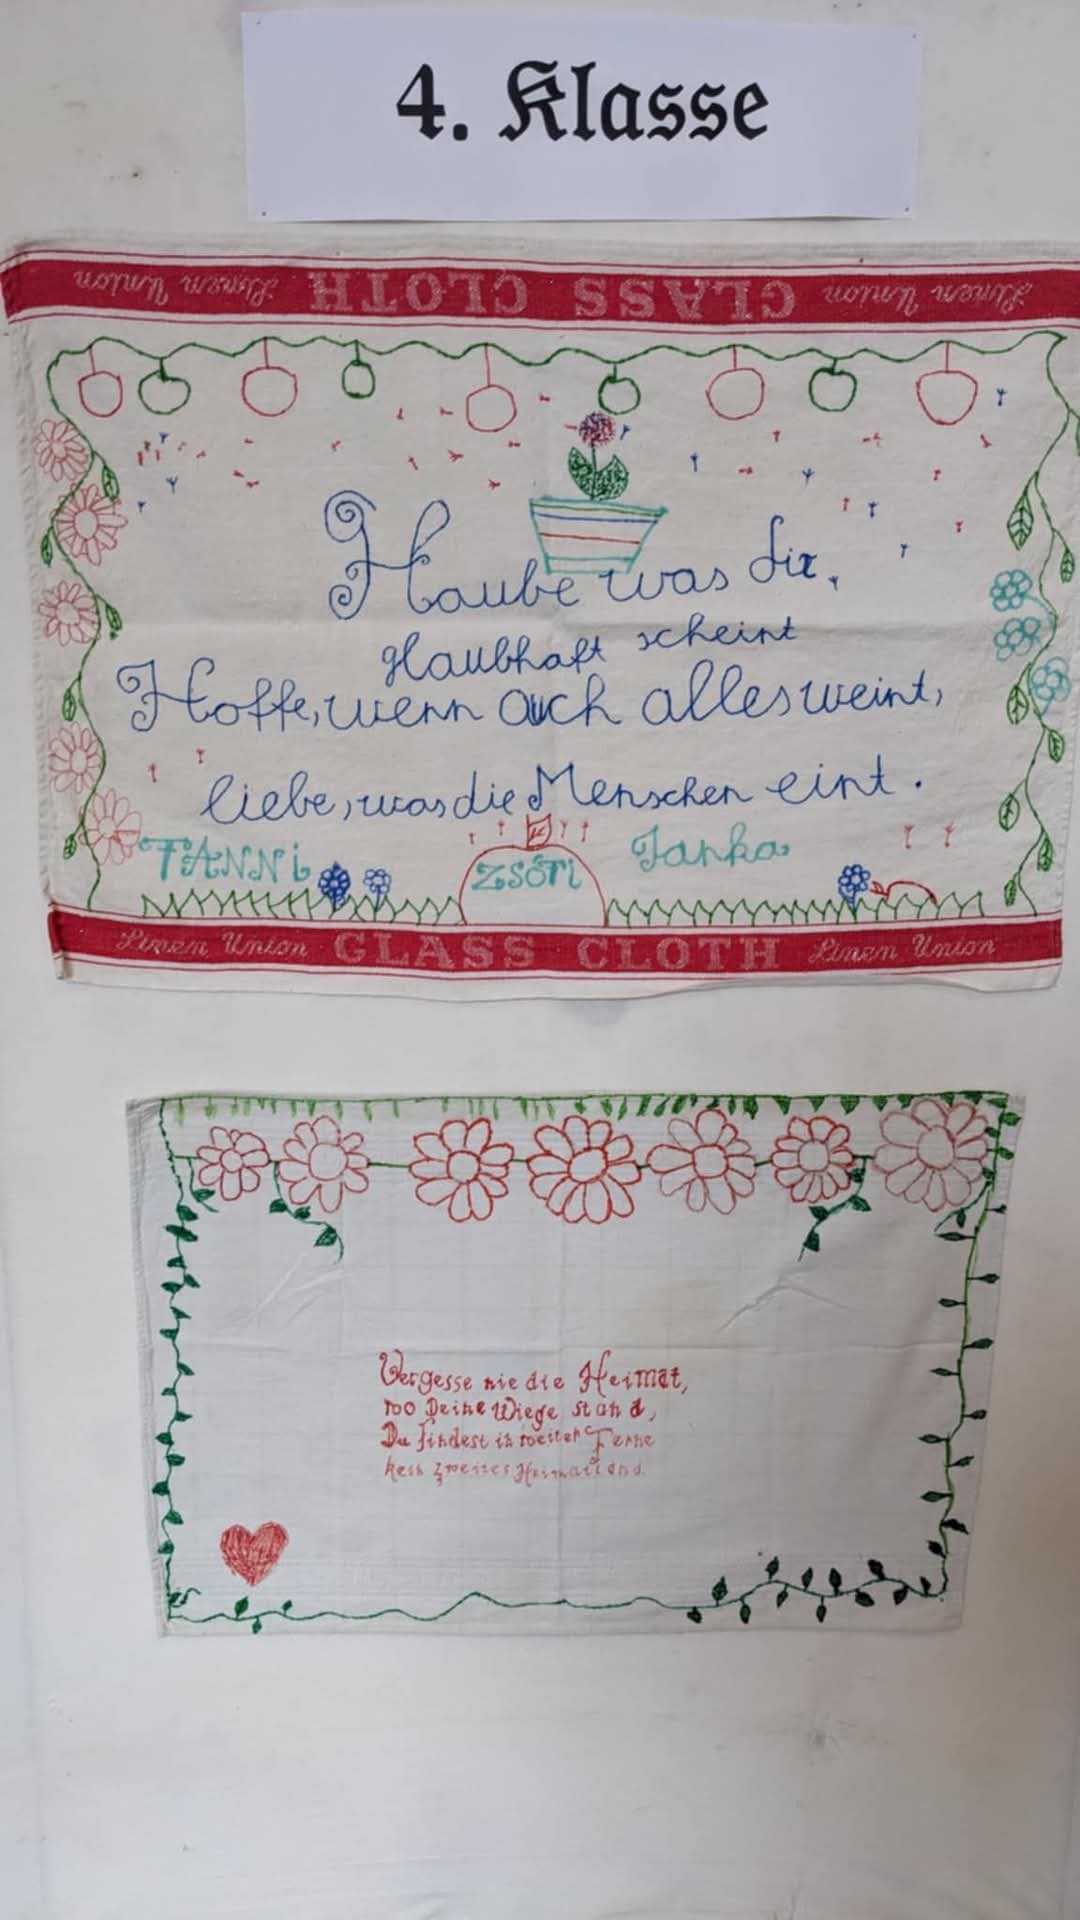 4. Klasse
Linen Union GLASS CLOTH Linen Union
Haube was dir,
glaubhaft scheint
Hoffe, wenn auch alles weint,
liebe, was die Menschen eint.
TANNi ZSÓTI Janka
Linen Union GLASS CLOTH Linen Union
Vergesse nie die Heimat,
wo Deine Wiege stand,
Du findest in weiter Ferne
kein zweites Heimatland.